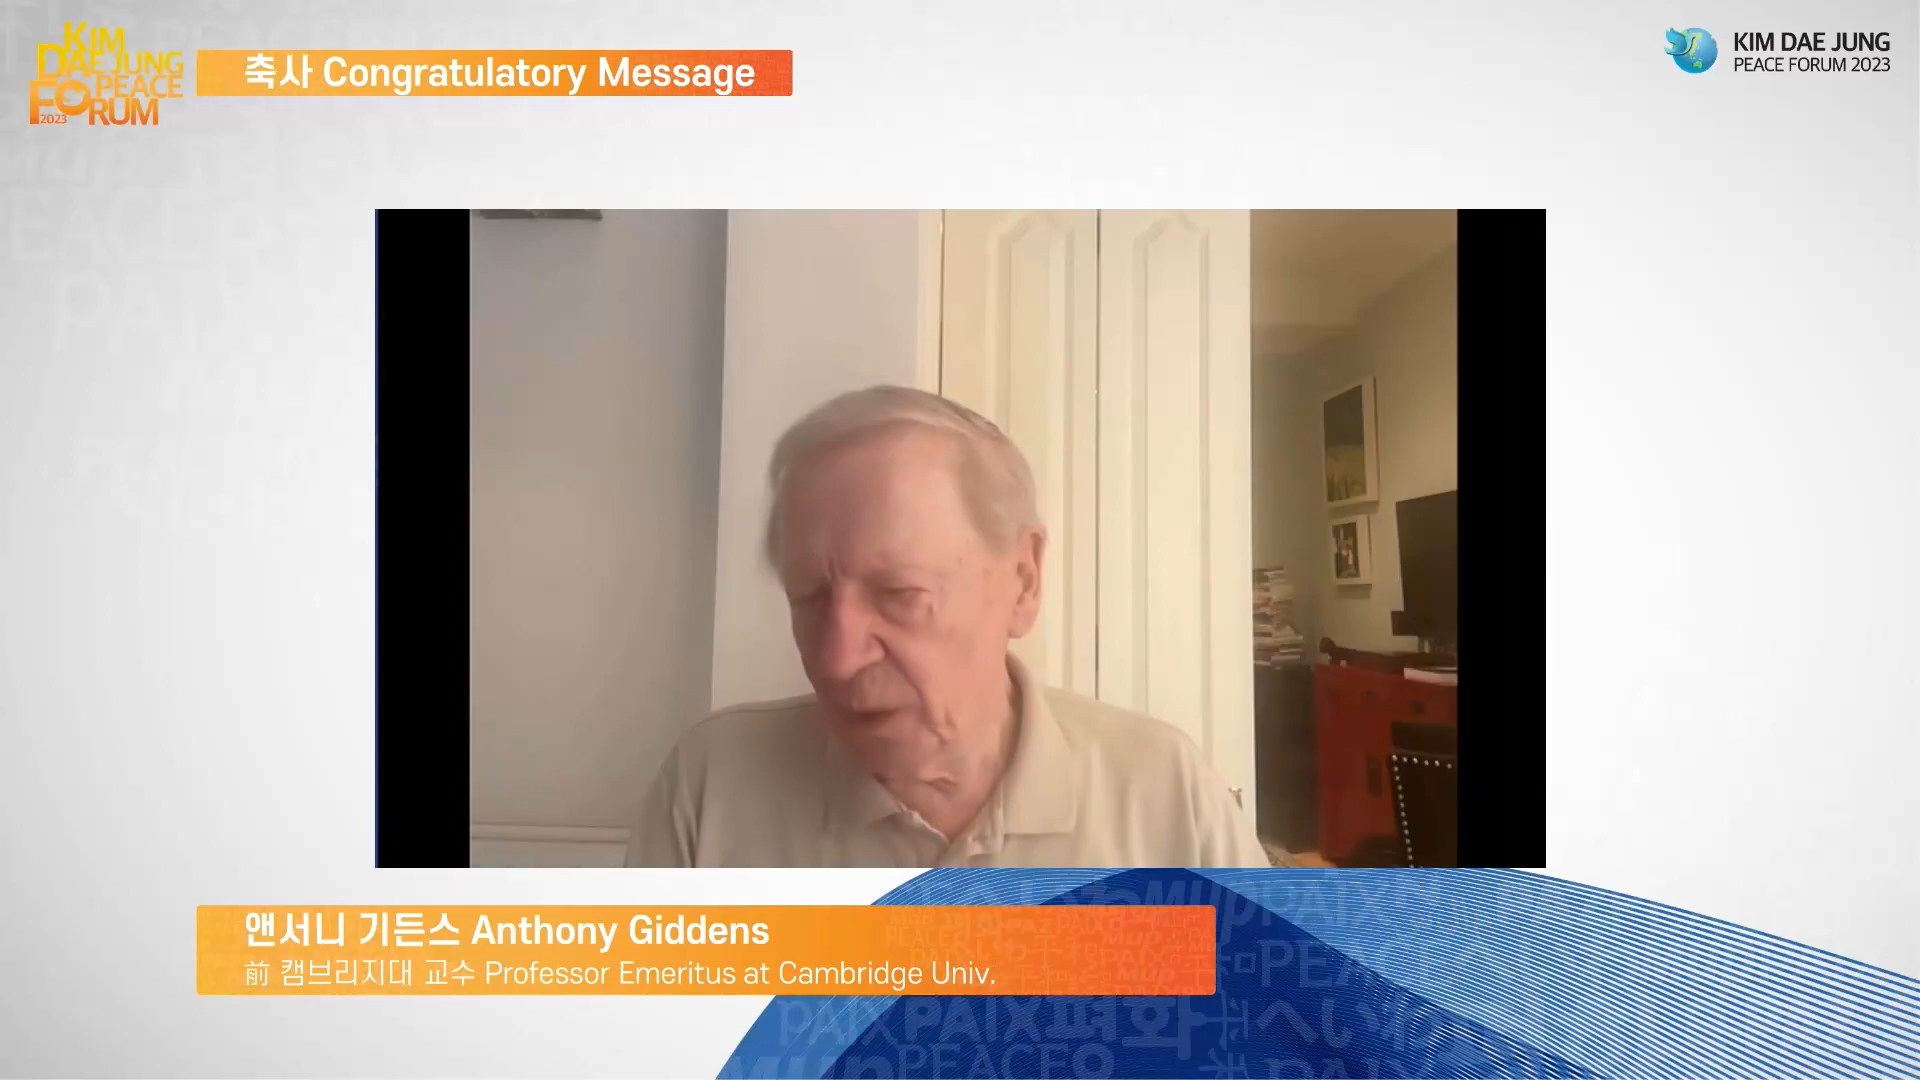 KIM
DAE JUNG
PEACE
FORUM
2023
축사 Congratulatory Message
KIM DAE JUNG
PEACE FORUM 2023
앤서니 기든스 Anthony Giddens
前 캠브리지대 교수 Professor Emeritus at Cambridge Univ.